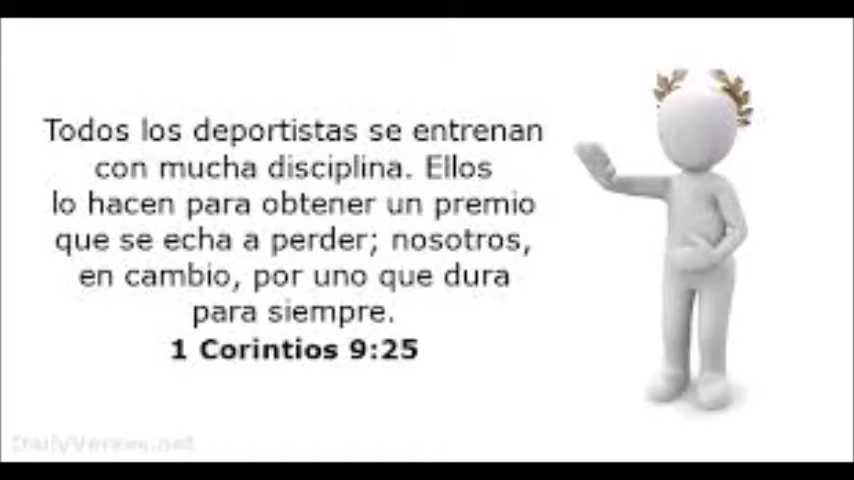 Todos los deportistas se entrenan
con mucha disciplina. Ellos
lo hacen para obtener un premio
que se echa a perder; nosotros,
en cambio, por uno que dura
para siempre.
1 Corintios 9:25
DailyVerses.net